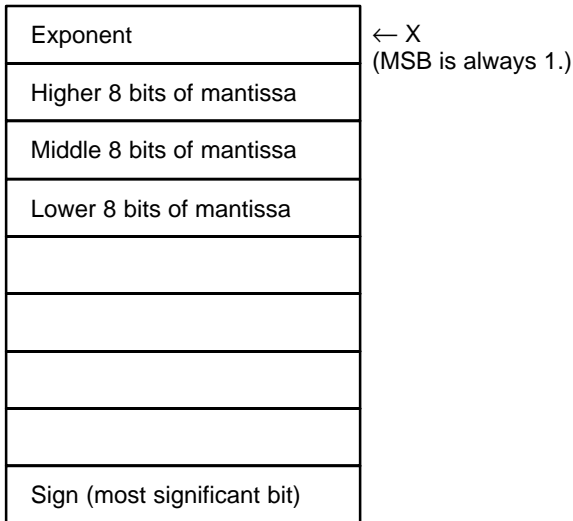 Exponent
← X
(MSB is always 1.)
Higher 8 bits of mantissa
Middle 8 bits of mantissa
Lower 8 bits of mantissa
Sign (most significant bit)